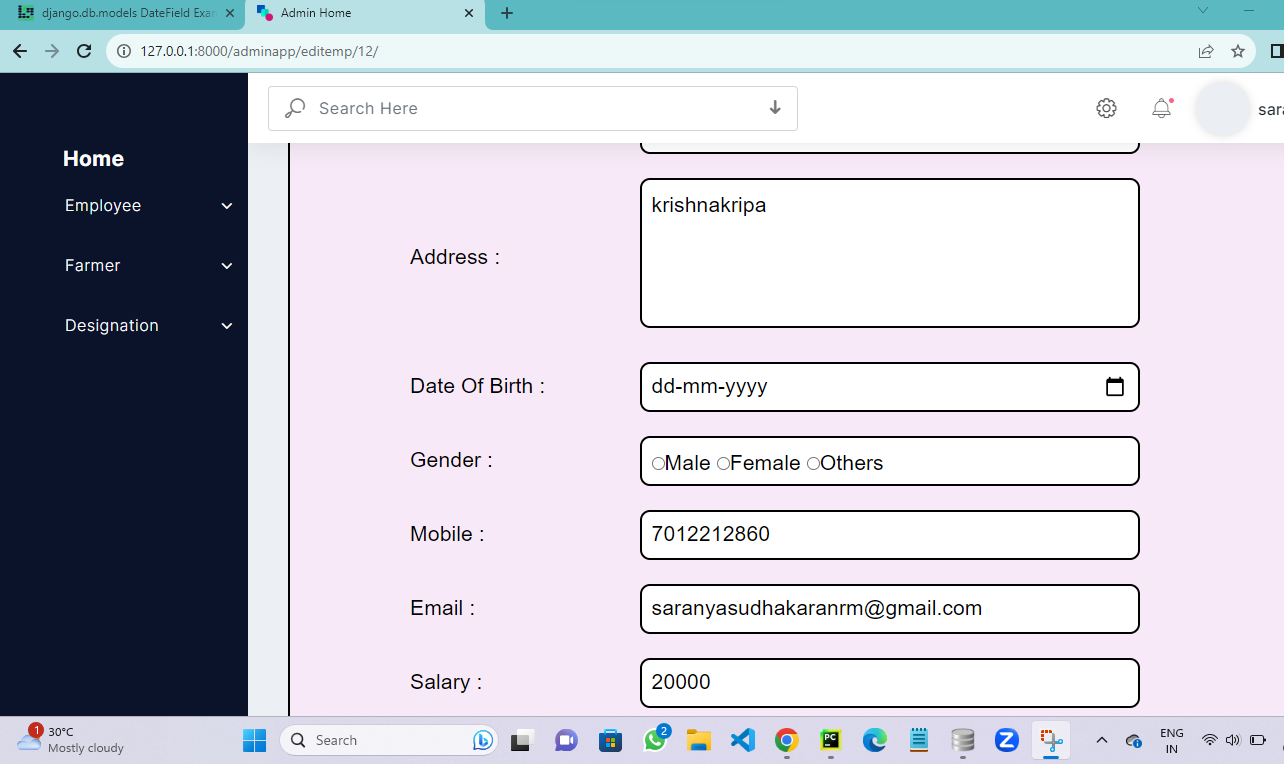 django.db.models DateField Exam
Admin Home
127.0.0.1:8000/adminapp/editemp/12/
Search Here
Home
Employee
Farmer
Designation
krishnakripa
Address :
Date Of Birth :
dd-mm-yyyy
Gender :
Male Female Others
Mobile :
7012212860
Email :
saranyasudhakaranrm@gmail.com
Salary :
20000
1
30°C
Mostly cloudy
Search
2
PC
Z
ENG
IN